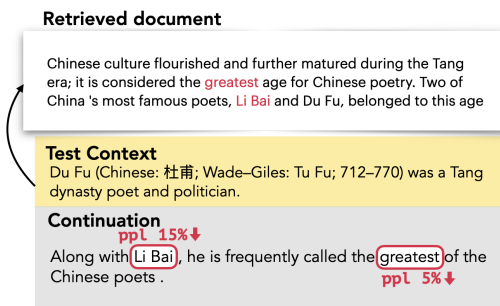 Retrieved document
Chinese culture flourished and further matured during the Tang
era; it is considered the greatest age for Chinese poetry. Two of
China 's most famous poets, Li Bai and Du Fu, belonged to this age
Test Context
Du Fu (Chinese: 杜甫; Wade–Giles: Tu Fu; 712–770) was a Tang
dynasty poet and politician.
Continuation
ppl 15%⬇
Along with Li Bai , he is frequently called the greatest of the
ppl 5%⬇
Chinese poets .